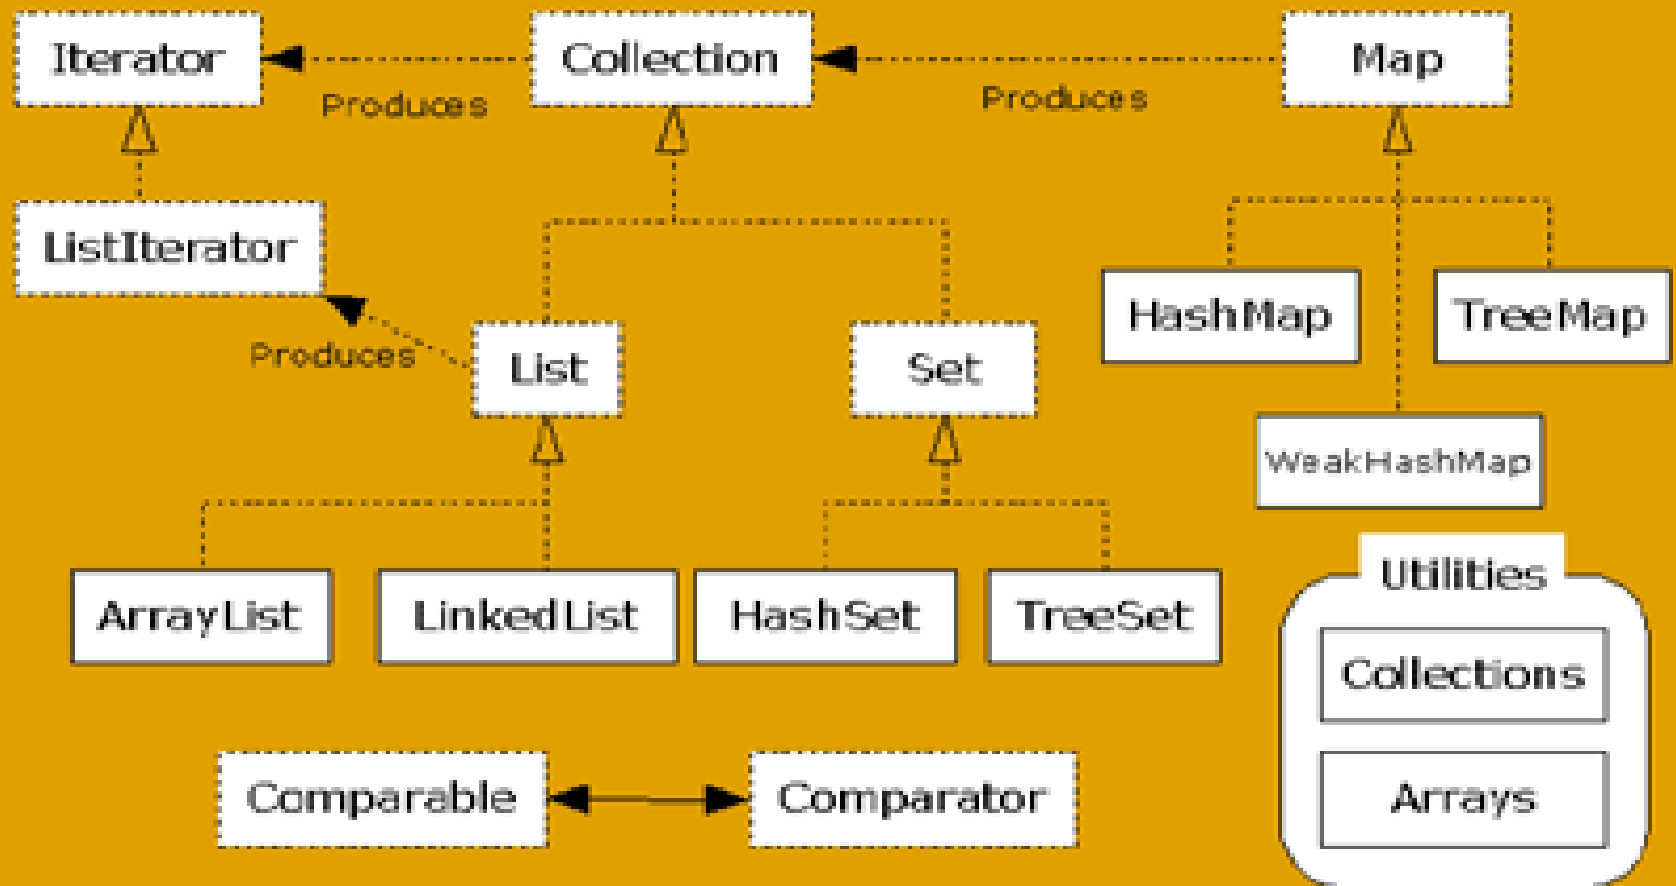 Iterator
Collection
Map
Produces
Produces
ListIterator
HashMap
TreeMap
Produces
List
Set
WeakHashMap
Utilities
ArrayList
LinkedList
HashSet
TreeSet
Collections
Comparable
Comparator
Arrays